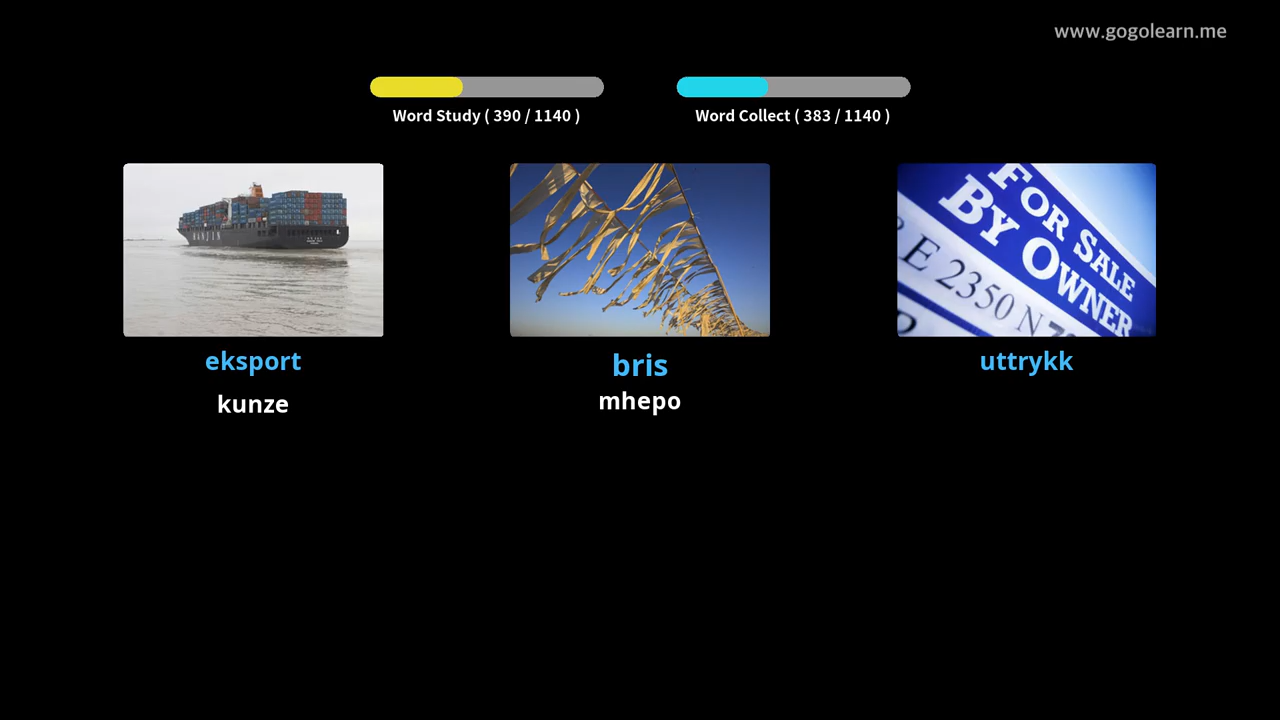 www.gogolearn.me
Word Study ( 390 / 1140 )
Word Collect ( 383 / 1140 )
FOR SALE
BY OWNER
E 2350 N
eksport
bris
uttrykk
kunze
mhepo